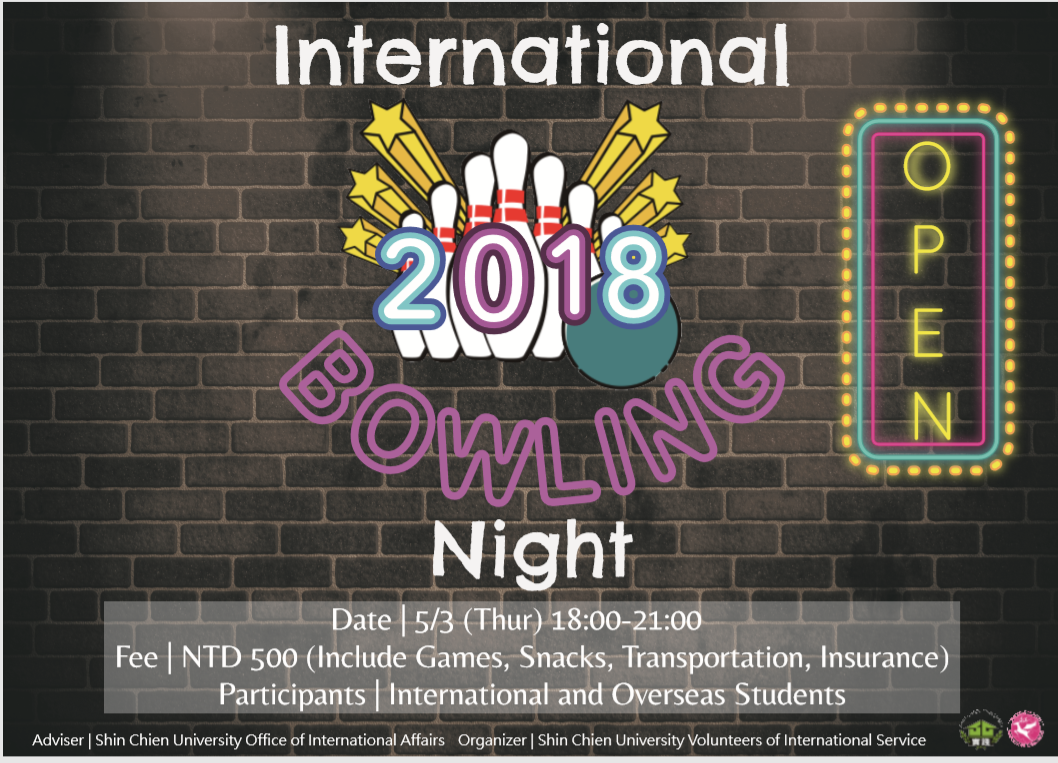 International
2018
BOWLING
Night
OPEN
Date | 5/3 (Thur) 18:00-21:00
Fee | NTD 500 (Include Games, Snacks, Transportation, Insurance)
Participants | International and Overseas Students
Adviser | Shin Chien University Office of International Affairs Organizer | Shin Chien University Volunteers of International Service
實踐